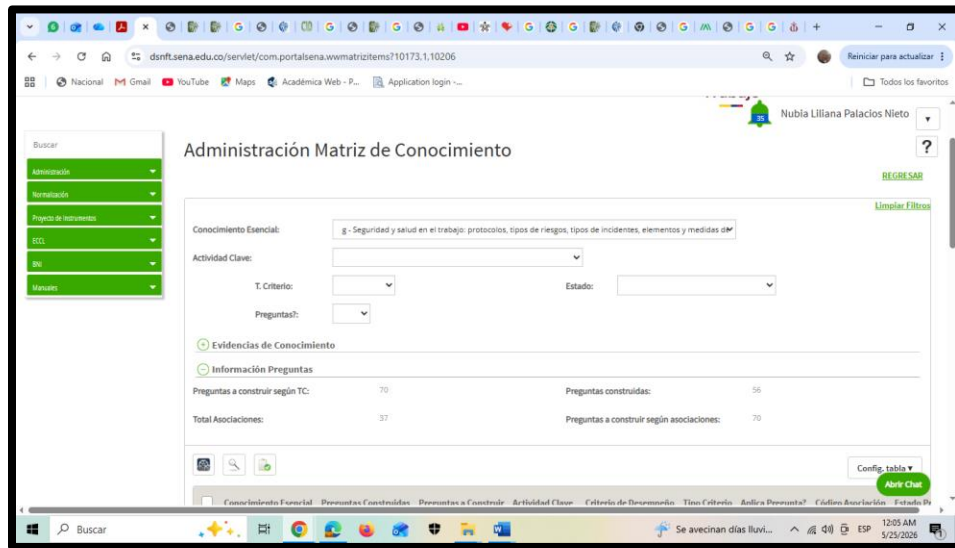 dsnft.sena.edu.co/servlet/com.portalsena.wwmatrizitems?10173,1,10206
Reiniciar para actualizar
Nacional Gmail YouTube Maps Académica Web - P... Application login -...
Todos los favoritos
35
Nubia Liliana Palacios Nieto
Buscar
Administración Matriz de Conocimiento
?
Administración
REGRESAR
Normalización
Proyecto de Instrumentos
Limpiar Filtros
ECCL
Conocimiento Esencial: g - Seguridad y salud en el trabajo: protocolos, tipos de riesgos, tipos de incidentes, elementos y medidas de
BNI
Actividad Clave:
Manuales
T. Criterio: Estado:
Preguntas?:
Evidencias de Conocimiento
Información Preguntas
Preguntas a construir según TC: 70 Preguntas construidas: 56
Total Asociaciones: 37 Preguntas a construir según asociaciones: 70
Config. tabla
Abrir Chat
Conocimiento Esencial Preguntas Construidas Preguntas a Construir Actividad Clave Criterio de Desempeño Tipo Criterio Aplica Pregunta? Código Asociación
Buscar
Se avecinan días lluvi... ESP 12:05 AM
5/25/2026